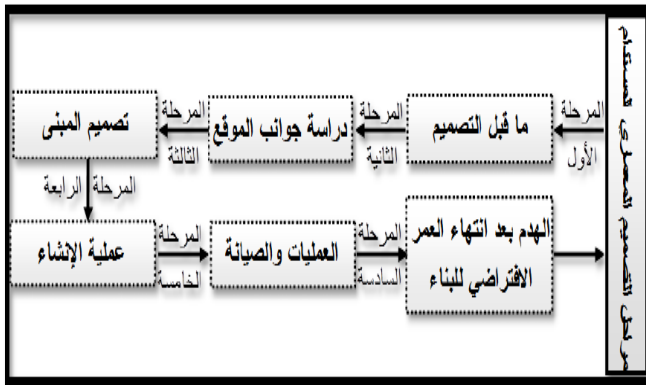 مراحل التصميم المعماري المستدام
المرحلة
الأول
ما قبل التصميم
المرحلة
الثانية
دراسة جوانب الموقع
المرحلة
الثالثة
تصميم المبنى
المرحلة الرابعة
عملية الإنشاء
المرحلة
الخامسة
العمليات والصيانة
المرحلة
السادسة
الهدم بعد انتهاء العمر
الافتراضي للبناء